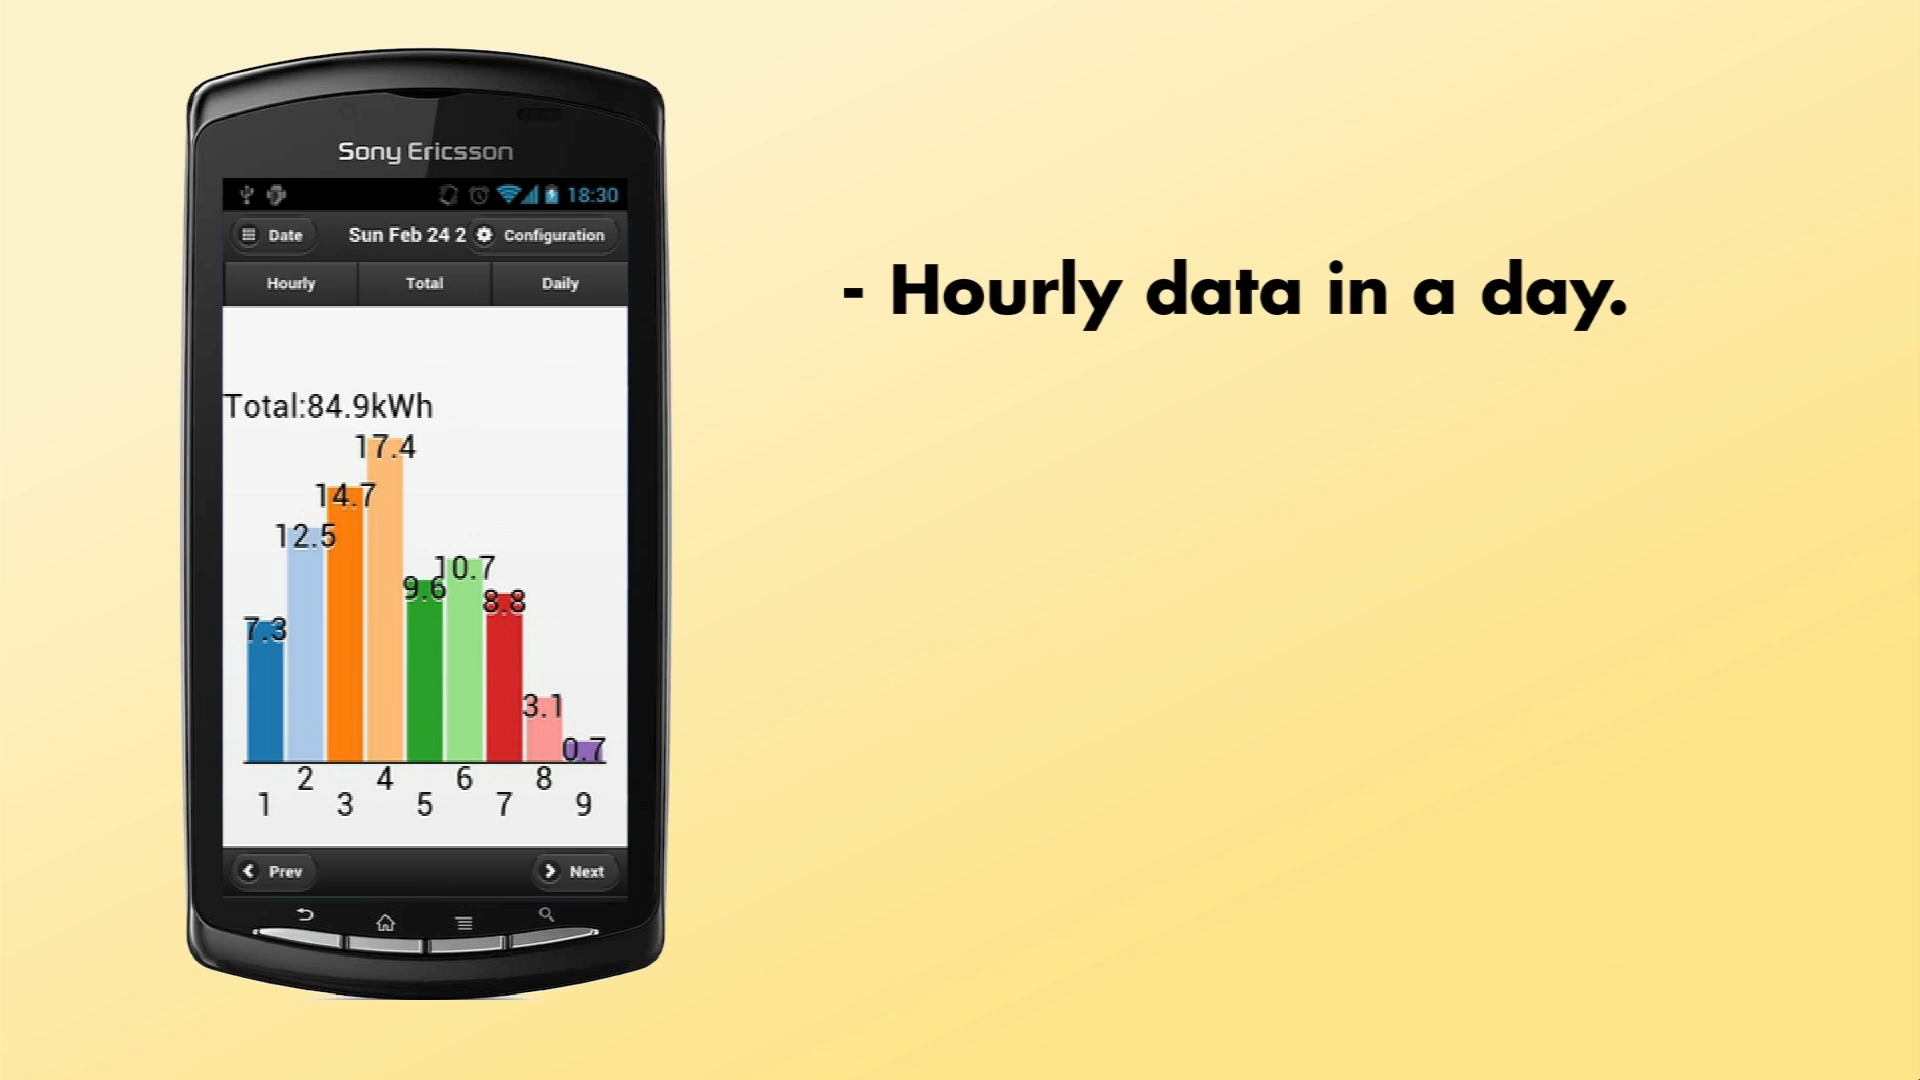 Sony Ericsson
18:30
Date
Sun Feb 24 2
Configuration
Hourly
Total
Daily
- Hourly data in a day.
Total:84.9kWh
17.4
14.7
12.5
10.7
9.6
8.8
7.3
3.1
0.7
1
2
3
4
5
6
7
8
9
Prev
Next